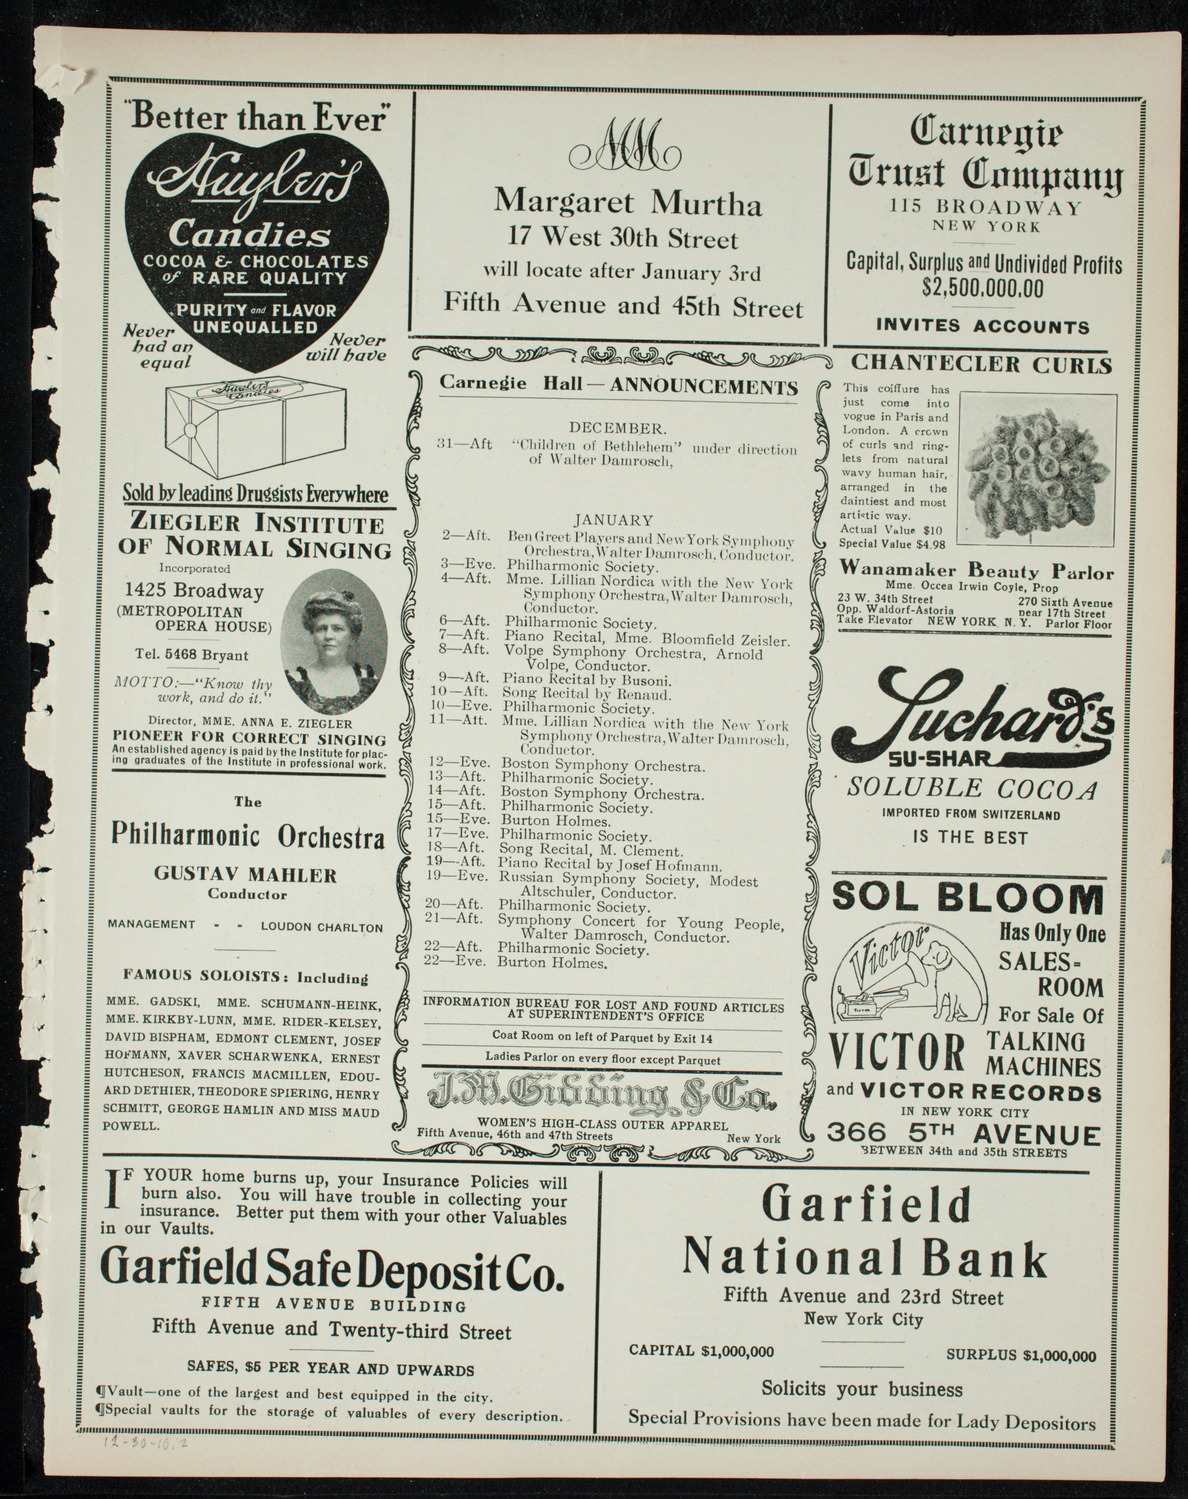 "Better than Ever"
Huyler's
Candies
COCOA & CHOCOLATES
of RARE QUALITY
PURITY and FLAVOR
UNEQUALLED
Never
had an
equal
Never
will have
Huyler's
Candies
Sold by leading Druggists Everywhere
ZIEGLER INSTITUTE
OF NORMAL SINGING
Incorporated
1425 Broadway
(METROPOLITAN
OPERA HOUSE)
Tel. 5468 Bryant
MOTTO:—"Know thy
work, and do it."
Director, MME. ANNA E. ZIEGLER
PIONEER FOR CORRECT SINGING
An established agency is paid by the Institute for plac-
ing graduates of the Institute in professional work.
The
Philharmonic Orchestra
GUSTAV MAHLER
Conductor
MANAGEMENT - - LOUDON CHARLTON
FAMOUS SOLOISTS: Including
MME. GADSKI, MME. SCHUMANN-HEINK,
MME. KIRKBY-LUNN, MME. RIDER-KELSEY,
DAVID BISPHAM, EDMONT CLEMENT, JOSEF
HOFMANN, XAVER SCHARWENKA, ERNEST
HUTCHESON, FRANCIS MACMILLEN, EDOU-
ARD DETHIER, THEODORE SPIERING, HENRY
SCHMITT, GEORGE HAMLIN AND MISS MAUD
POWELL.
MM
Margaret Murtha
17 West 30th Street
will locate after January 3rd
Fifth Avenue and 45th Street
Carnegie Hall—ANNOUNCEMENTS
DECEMBER.
31—Aft "Children of Bethlehem" under direction
of Walter Damrosch,
JANUARY
2—Aft. Ben Greet Players and New York Symphony
Orchestra, Walter Damrosch, Conductor.
3—Eve. Philharmonic Society.
4—Aft. Mme. Lillian Nordica with the New York
Symphony Orchestra, Walter Damrosch,
Conductor.
6—Aft. Philharmonic Society.
7—Aft. Piano Recital, Mme. Bloomfield Zeisler.
8—Aft. Volpe Symphony Orchestra, Arnold
Volpe, Conductor.
9—Aft. Piano Recital by Busoni.
10—Aft. Song Recital by Renaud.
10—Eve. Philharmonic Society.
11—Aft. Mme. Lillian Nordica with the New York
Symphony Orchestra, Walter Damrosch,
Conductor.
12—Eve. Boston Symphony Orchestra.
13—Aft. Philharmonic Society.
14—Aft. Boston Symphony Orchestra.
15—Aft. Philharmonic Society.
15—Eve. Burton Holmes.
17—Eve. Philharmonic Society.
18—Aft. Song Recital, M. Clement.
19—Aft. Piano Recital by Josef Hofmann.
19—Eve. Russian Symphony Society, Modest
Altschuler, Conductor.
20—Aft. Philharmonic Society.
21—Aft. Symphony Concert for Young People,
Walter Damrosch, Conductor.
22—Aft. Philharmonic Society.
22—Eve. Burton Holmes.
INFORMATION BUREAU FOR LOST AND FOUND ARTICLES
AT SUPERINTENDENT'S OFFICE
Coat Room on left of Parquet by Exit 14
Ladies Parlor on every floor except Parquet
J.M. Gidding & Co.
WOMEN'S HIGH-CLASS OUTER APPAREL
Fifth Avenue, 46th and 47th Streets New York
Carnegie
Trust Company
115 BROADWAY
NEW YORK
Capital, Surplus and Undivided Profits
$2,500,000.00
INVITES ACCOUNTS
CHANTECLER CURLS
This coiffure has
just come into
vogue in Paris and
London. A crown
of curls and ring-
lets from natural
wavy human hair,
arranged in the
daintiest and most
artistic way.
Actual Value $10
Special Value $4.98
Wanamaker Beauty Parlor
Mme. Occea Irwin Coyle, Prop
23 W. 34th Street 270 Sixth Avenue
Opp. Waldorf-Astoria near 17th Street
Take Elevator NEW YORK N. Y. Parlor Floor
Suchard's
SU-SHAR
SOLUBLE COCOA
IMPORTED FROM SWITZERLAND
IS THE BEST
SOL BLOOM
Victor
Has Only One
SALES-
ROOM
For Sale Of
VICTOR TALKING
MACHINES
and VICTOR RECORDS
IN NEW YORK CITY
366 5TH AVENUE
BETWEEN 34th and 35th STREETS
IF YOUR home burns up, your Insurance Policies will
burn also. You will have trouble in collecting your
insurance. Better put them with your other Valuables
in our Vaults.
Garfield Safe Deposit Co.
FIFTH AVENUE BUILDING
Fifth Avenue and Twenty-third Street
SAFES, $5 PER YEAR AND UPWARDS
¶Vault—one of the largest and best equipped in the city.
¶Special vaults for the storage of valuables of every description.
Garfield
National Bank
Fifth Avenue and 23rd Street
New York City
CAPITAL $1,000,000 SURPLUS $1,000,000
Solicits your business
Special Provisions have been made for Lady Depositors
12-30-10.2